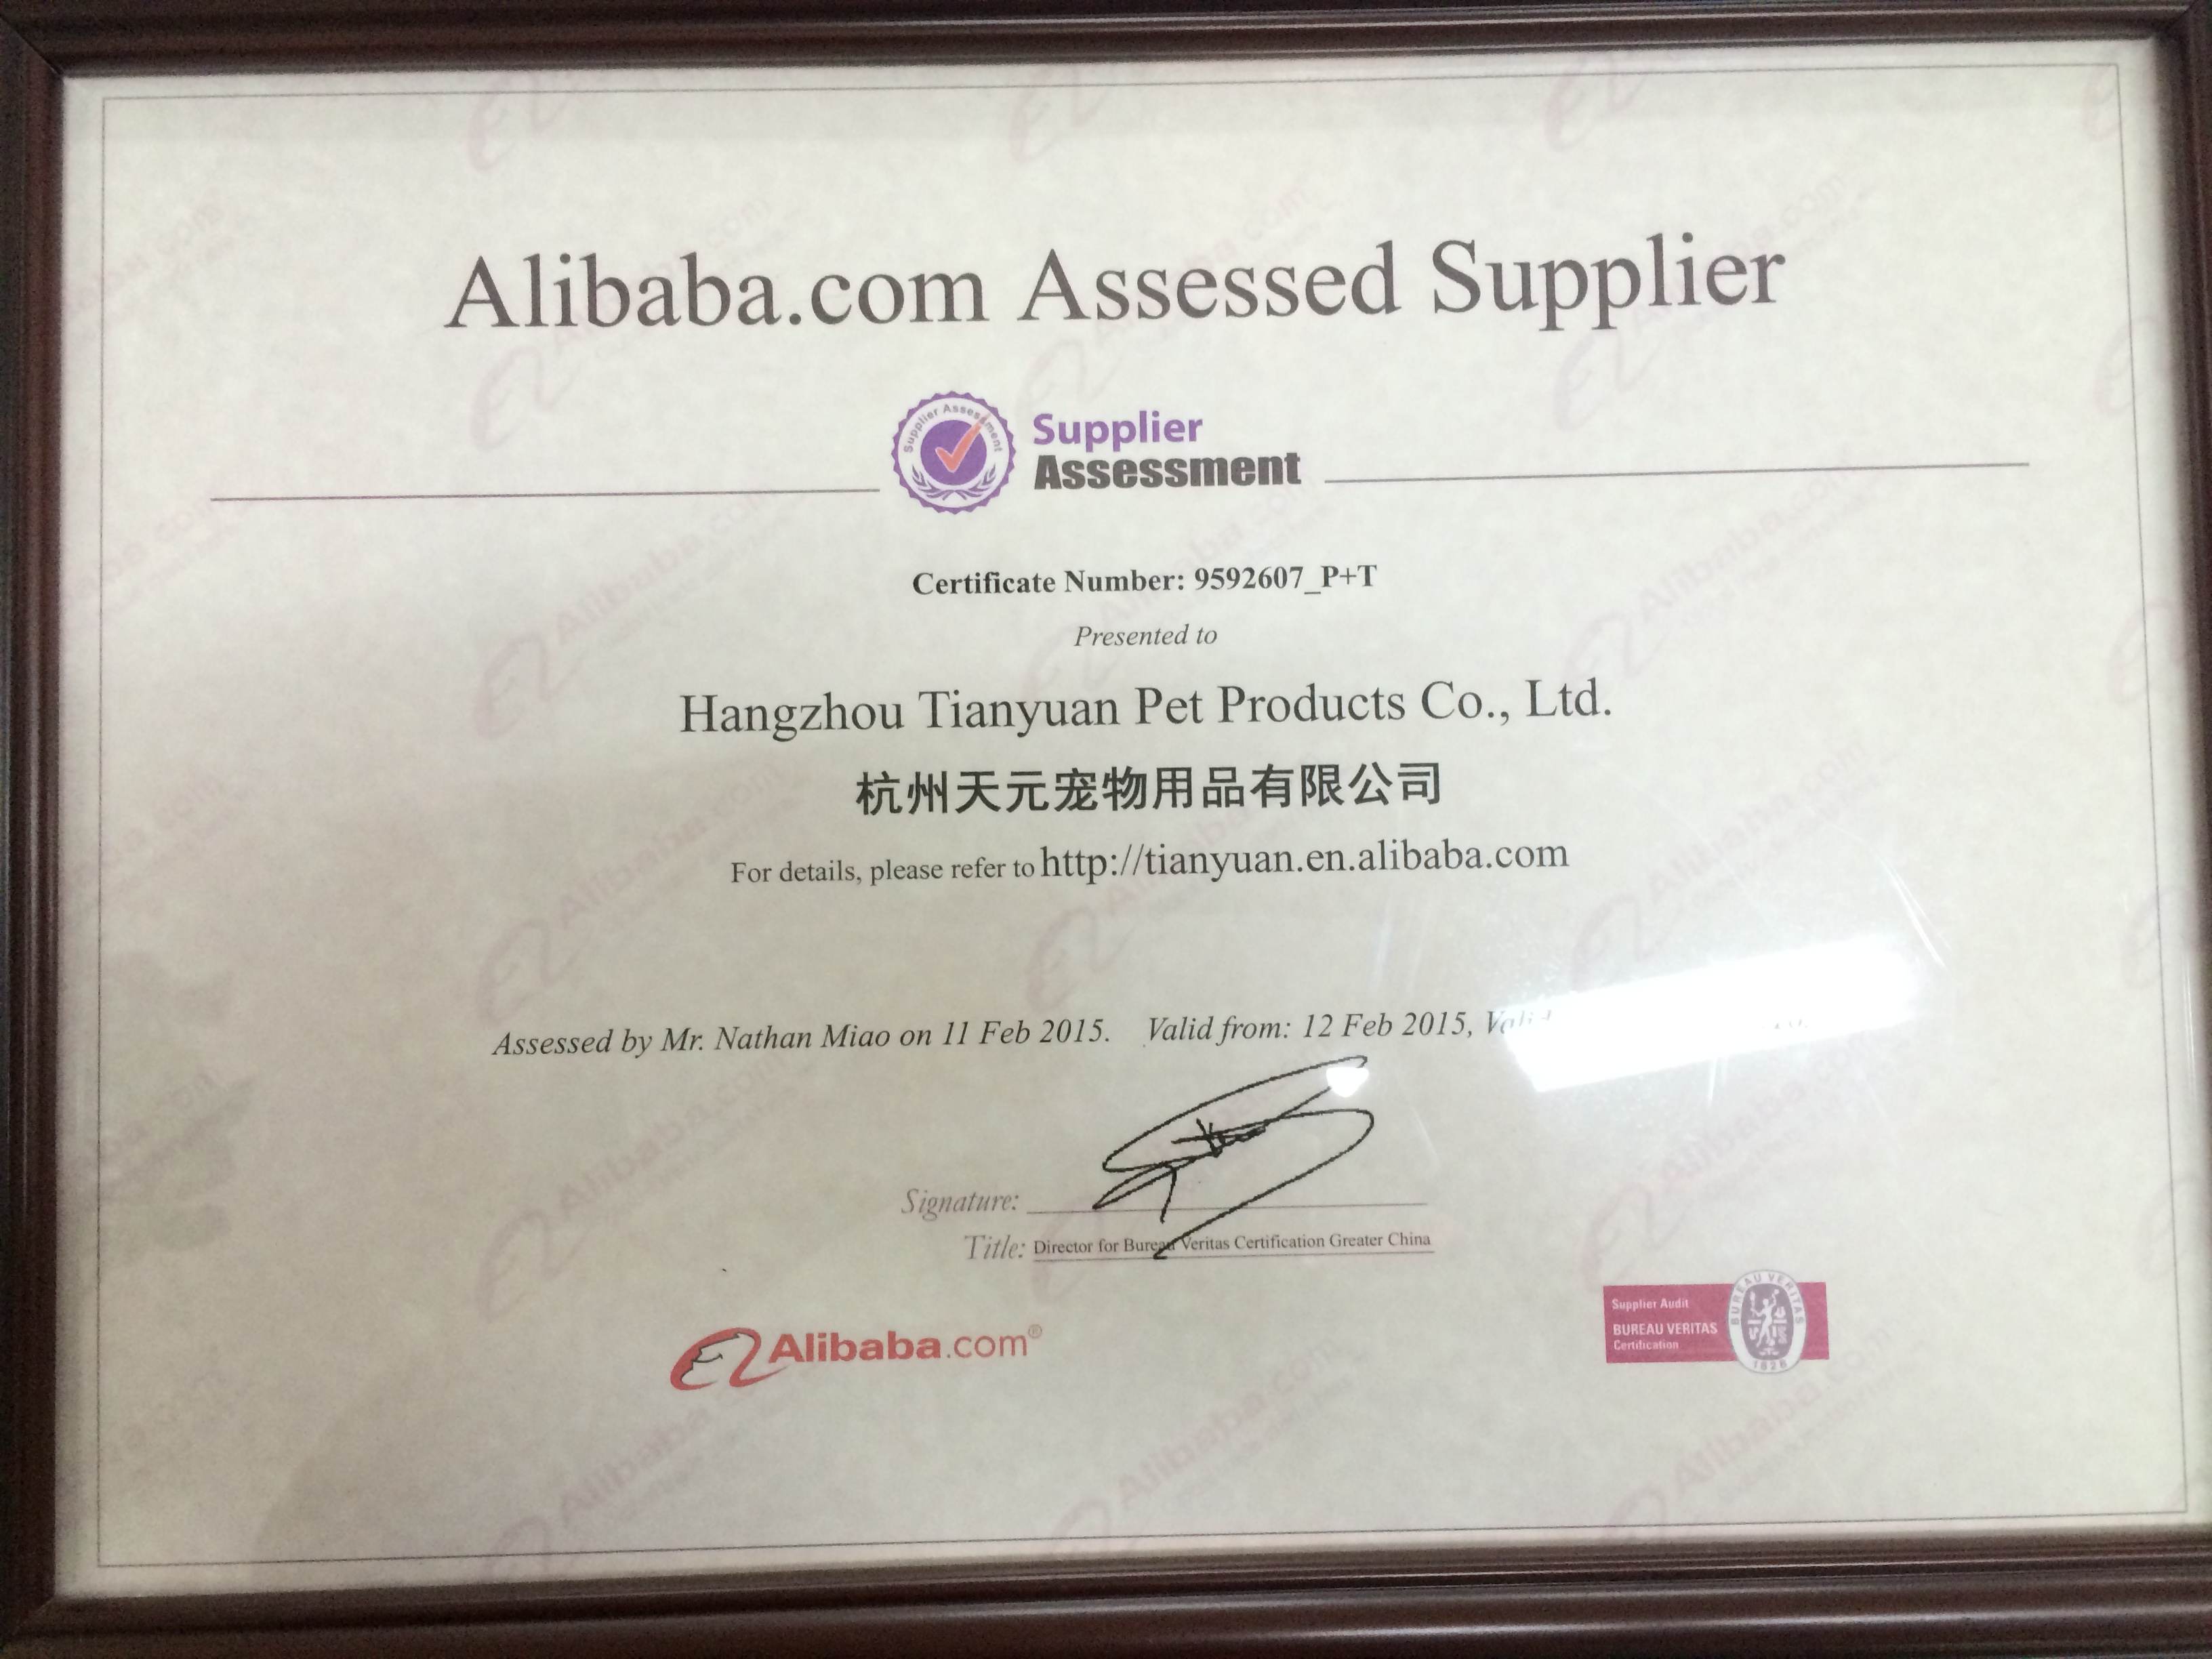 Alibaba.com Assessed Supplier
Supplier Assessment
Supplier
Assessment
Certificate Number: 9592607_P+T
Presented to
Hangzhou Tianyuan Pet Products Co., Ltd.
杭州天元宠物用品有限公司
For details, please refer to http://tianyuan.en.alibaba.com
Assessed by Mr. Nathan Miao on 11 Feb 2015. Valid from: 12 Feb 2015,
Signature:
Title: Director for Bureau Veritas Certification Greater China
Alibaba.com®
Supplier Audit
BUREAU VERITAS
Certification
BUREAU VERITAS
1828